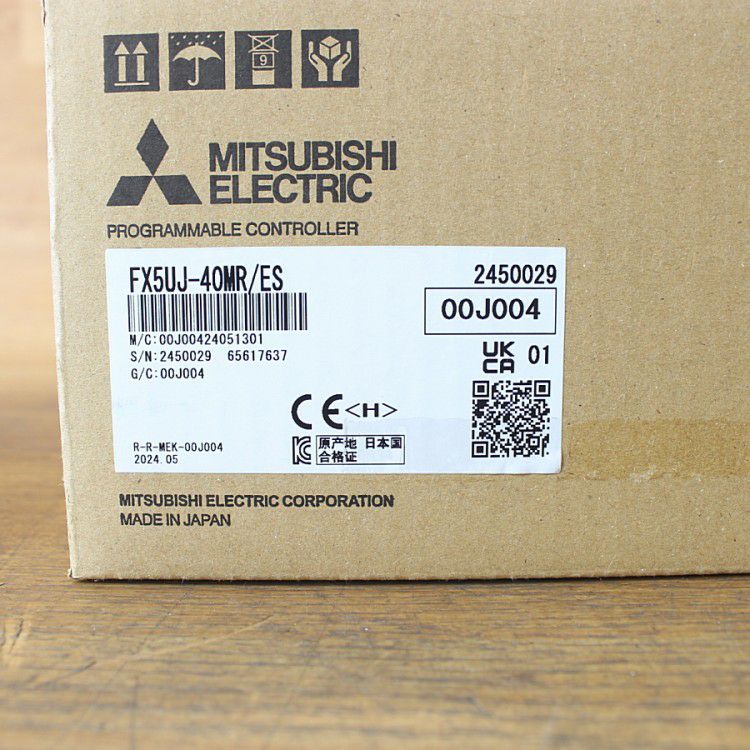 9
MITSUBISHI
ELECTRIC
PROGRAMMABLE CONTROLLER
FX5UJ-40MR/ES 2450029
00J004
M/C:00J00424051301
S/N:2450029 65617637
G/C:00J004
UK
CA 01
CE <H>
R-R-MEK-00J004
2024.05
原产地 日本国
合格证
MITSUBISHI ELECTRIC CORPORATION
MADE IN JAPAN